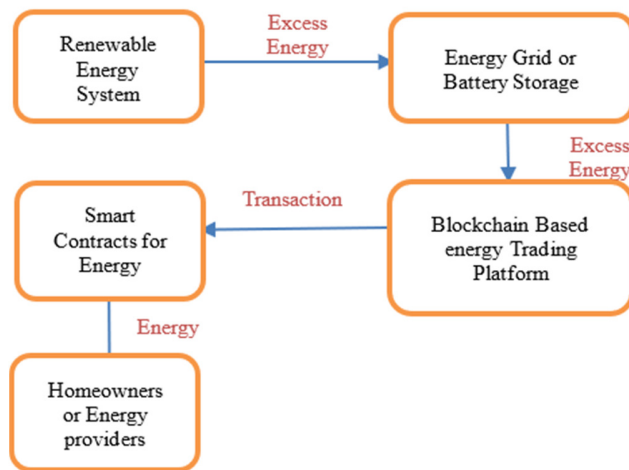 Renewable
Energy
System
Excess
Energy
Energy Grid or
Battery Storage
Excess
Energy
Blockchain Based
energy Trading
Platform
Transaction
Smart
Contracts for
Energy
Energy
Homeowners
or Energy
providers